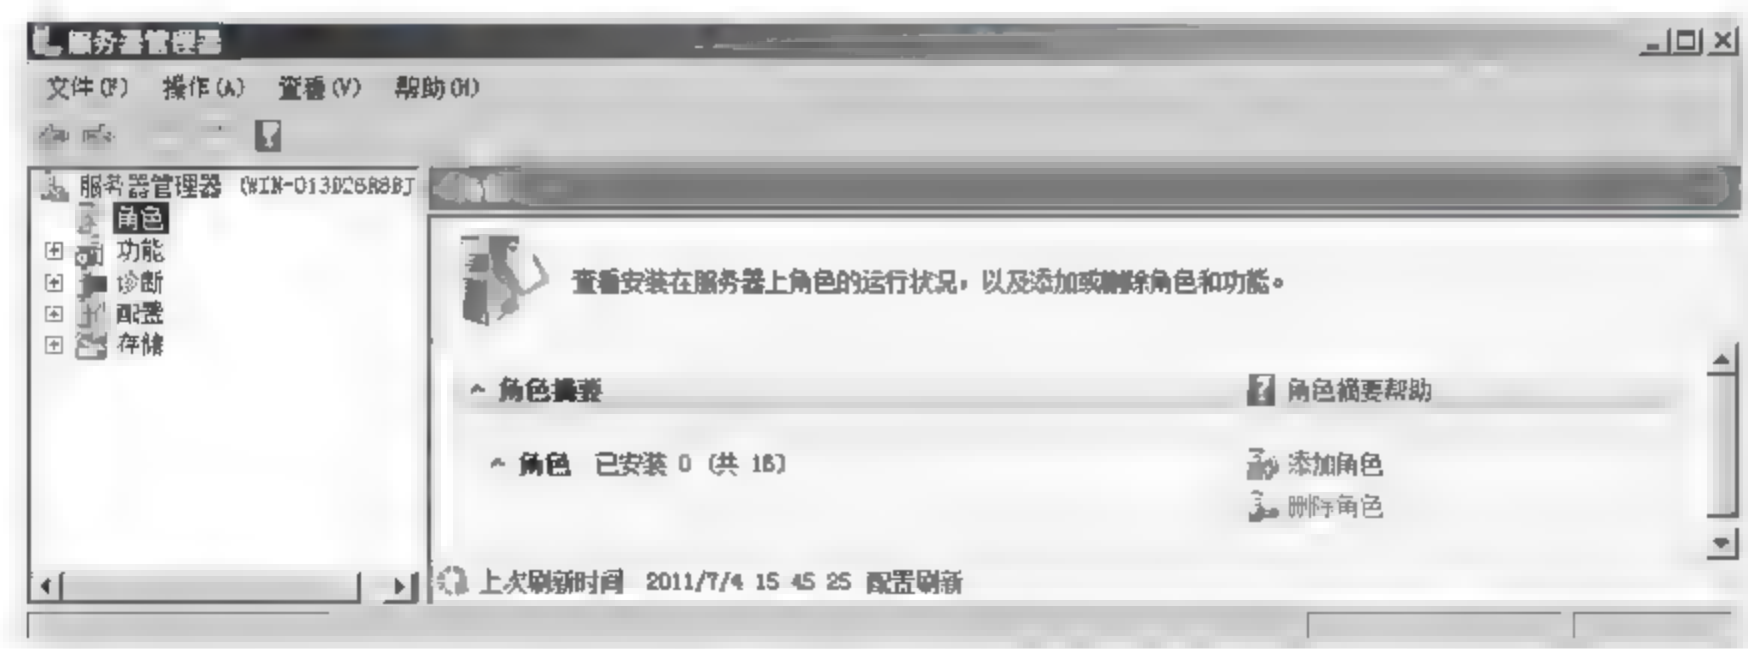 服务器管理器
文件(F) 操作(A) 查看(V) 帮助(H)
服务器管理器 (WIN-013D26R8BJ
角色
功能
诊断
配置
存储
查看安装在服务器上角色的运行状况，以及添加或删除角色和功能。
角色摘要
角色摘要帮助
角色 已安装 0 (共 16)
添加角色
删除角色
上次刷新时间 2011/7/4 15 45 25 配置刷新